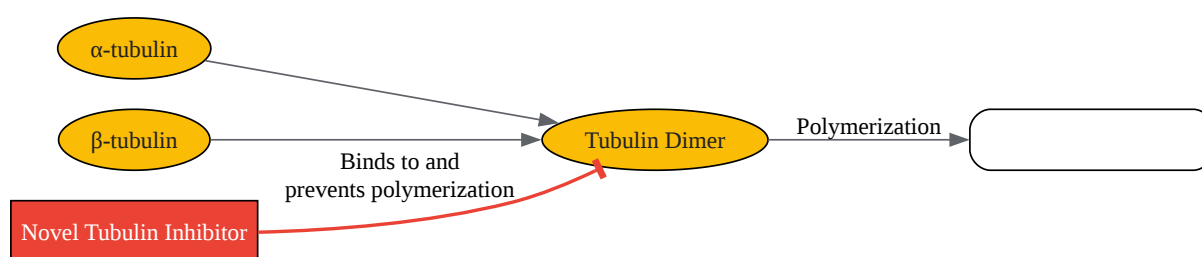 α-tubulin
β-tubulin
Tubulin Dimer
Polymerization
Binds to and
prevents polymerization
Novel Tubulin Inhibitor